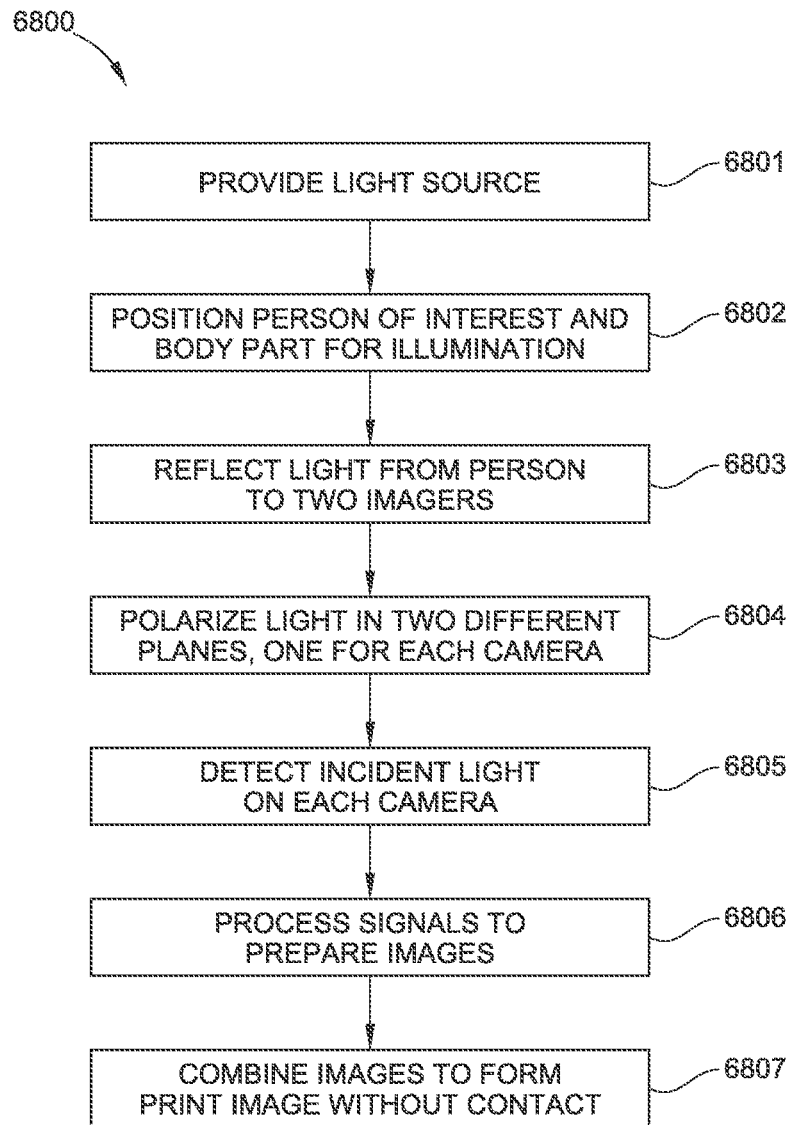 6800
PROVIDE LIGHT SOURCE
6801
POSITION PERSON OF INTEREST AND
BODY PART FOR ILLUMINATION
6802
REFLECT LIGHT FROM PERSON
TO TWO IMAGERS
6803
POLARIZE LIGHT IN TWO DIFFERENT
PLANES, ONE FOR EACH CAMERA
6804
DETECT INCIDENT LIGHT
ON EACH CAMERA
6805
PROCESS SIGNALS TO
PREPARE IMAGES
6806
COMBINE IMAGES TO FORM
PRINT IMAGE WITHOUT CONTACT
6807